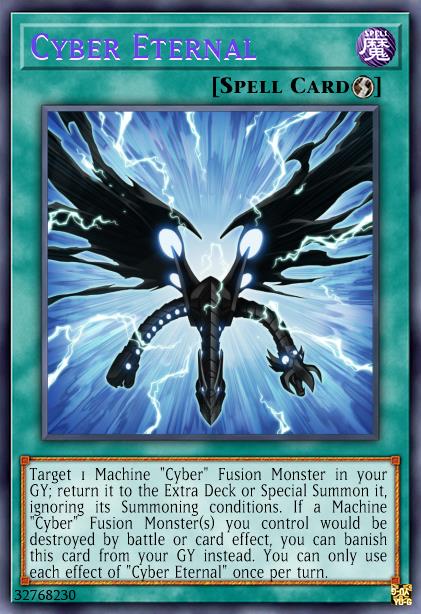 CYBER ETERNAL
SPELL
魔
[SPELL CARD]
Target 1 Machine "Cyber" Fusion Monster in your
GY; return it to the Extra Deck or Special Summon it,
ignoring its Summoning conditions. If a Machine
"Cyber" Fusion Monster(s) you control would be
destroyed by battle or card effect, you can banish
this card from your GY instead. You can only use
each effect of "Cyber Eternal" once per turn.
32768230